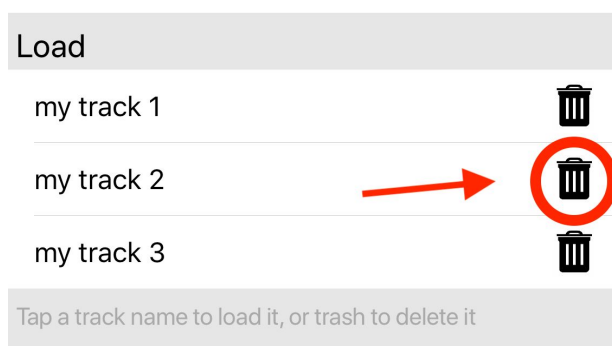 Load
my track 1
my track 2
my track 3
Tap a track name to load it, or trash to delete it